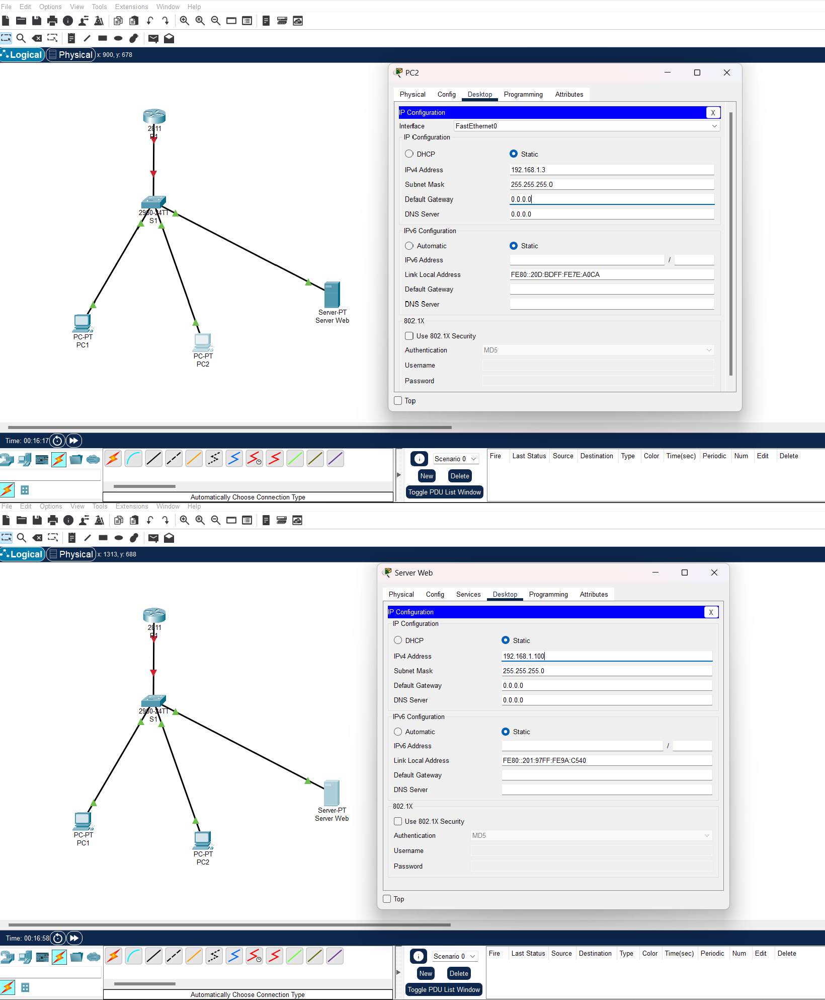 File Edit Options View Tools Extensions Window Help
Logical Physical x: 900, y: 678
2811
R1
2960-24TT
S1
PC-PT
PC1
PC-PT
PC2
Server-PT
Server Web
PC2
Physical Config Desktop Programming Attributes
IP Configuration X
Interface FastEthernet0
IP Configuration
DHCP Static
IPv4 Address 192.168.1.3
Subnet Mask 255.255.255.0
Default Gateway 0.0.0.0
DNS Server 0.0.0.0
IPv6 Configuration
Automatic Static
IPv6 Address /
Link Local Address FE80::20D:BDFF:FE7E:A0CA
Default Gateway
DNS Server
802.1X
Use 802.1X Security
Authentication MD5
Username
Password
Top
Time: 00:16:17
Automatically Choose Connection Type
Scenario 0
New Delete
Toggle PDU List Window
Fire Last Status Source Destination Type Color Time(sec) Periodic Num Edit Delete
File Edit Options View Tools Extensions Window Help
Logical Physical x: 1313, y: 688
2811
R1
2960-24TT
S1
PC-PT
PC1
PC-PT
PC2
Server-PT
Server Web
Server Web
Physical Config Services Desktop Programming Attributes
IP Configuration X
IP Configuration
DHCP Static
IPv4 Address 192.168.1.100
Subnet Mask 255.255.255.0
Default Gateway 0.0.0.0
DNS Server 0.0.0.0
IPv6 Configuration
Automatic Static
IPv6 Address /
Link Local Address FE80::201:97FF:FE9A:C540
Default Gateway
DNS Server
802.1X
Use 802.1X Security
Authentication MD5
Username
Password
Top
Time: 00:16:58
Automatically Choose Connection Type
Scenario 0
New Delete
Toggle PDU List Window
Fire Last Status Source Destination Type Color Time(sec) Periodic Num Edit Delete